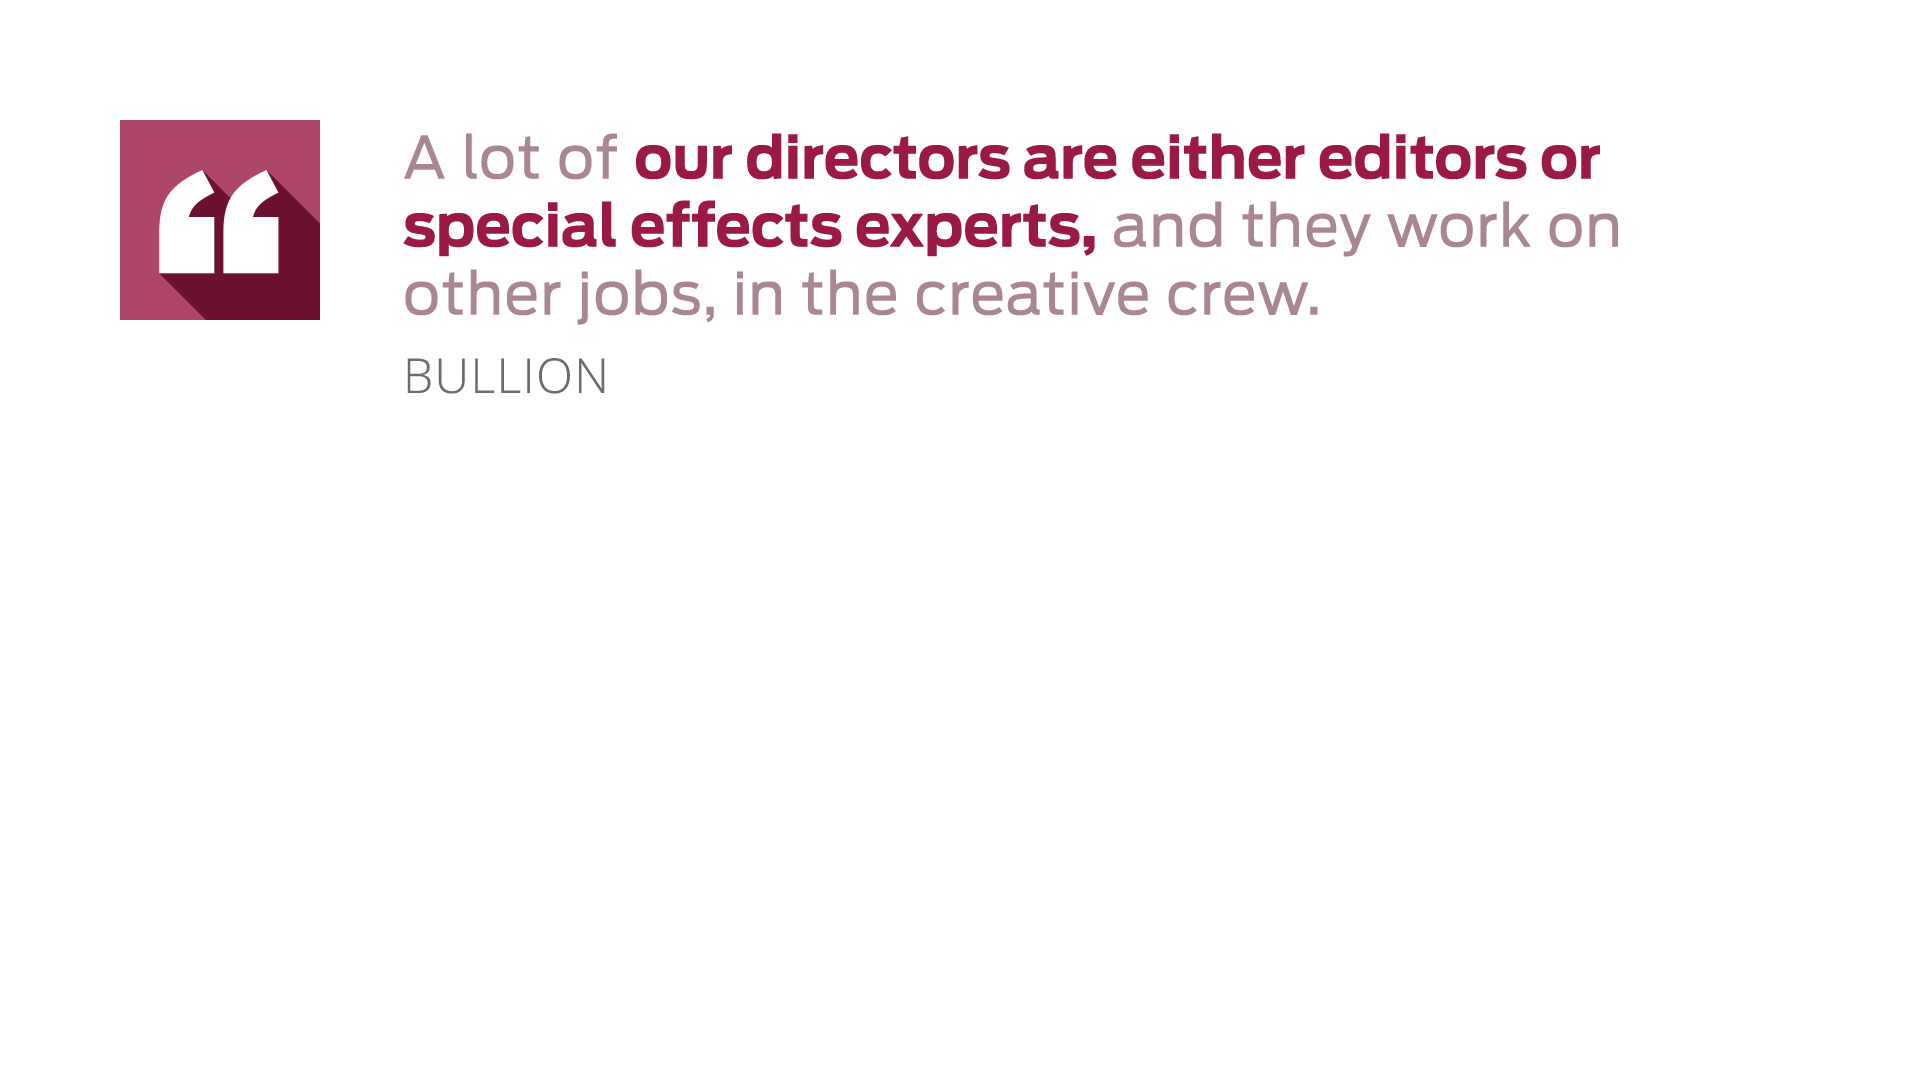 A lot of our directors are either editors or
special effects experts, and they work on
other jobs, in the creative crew.
BULLION